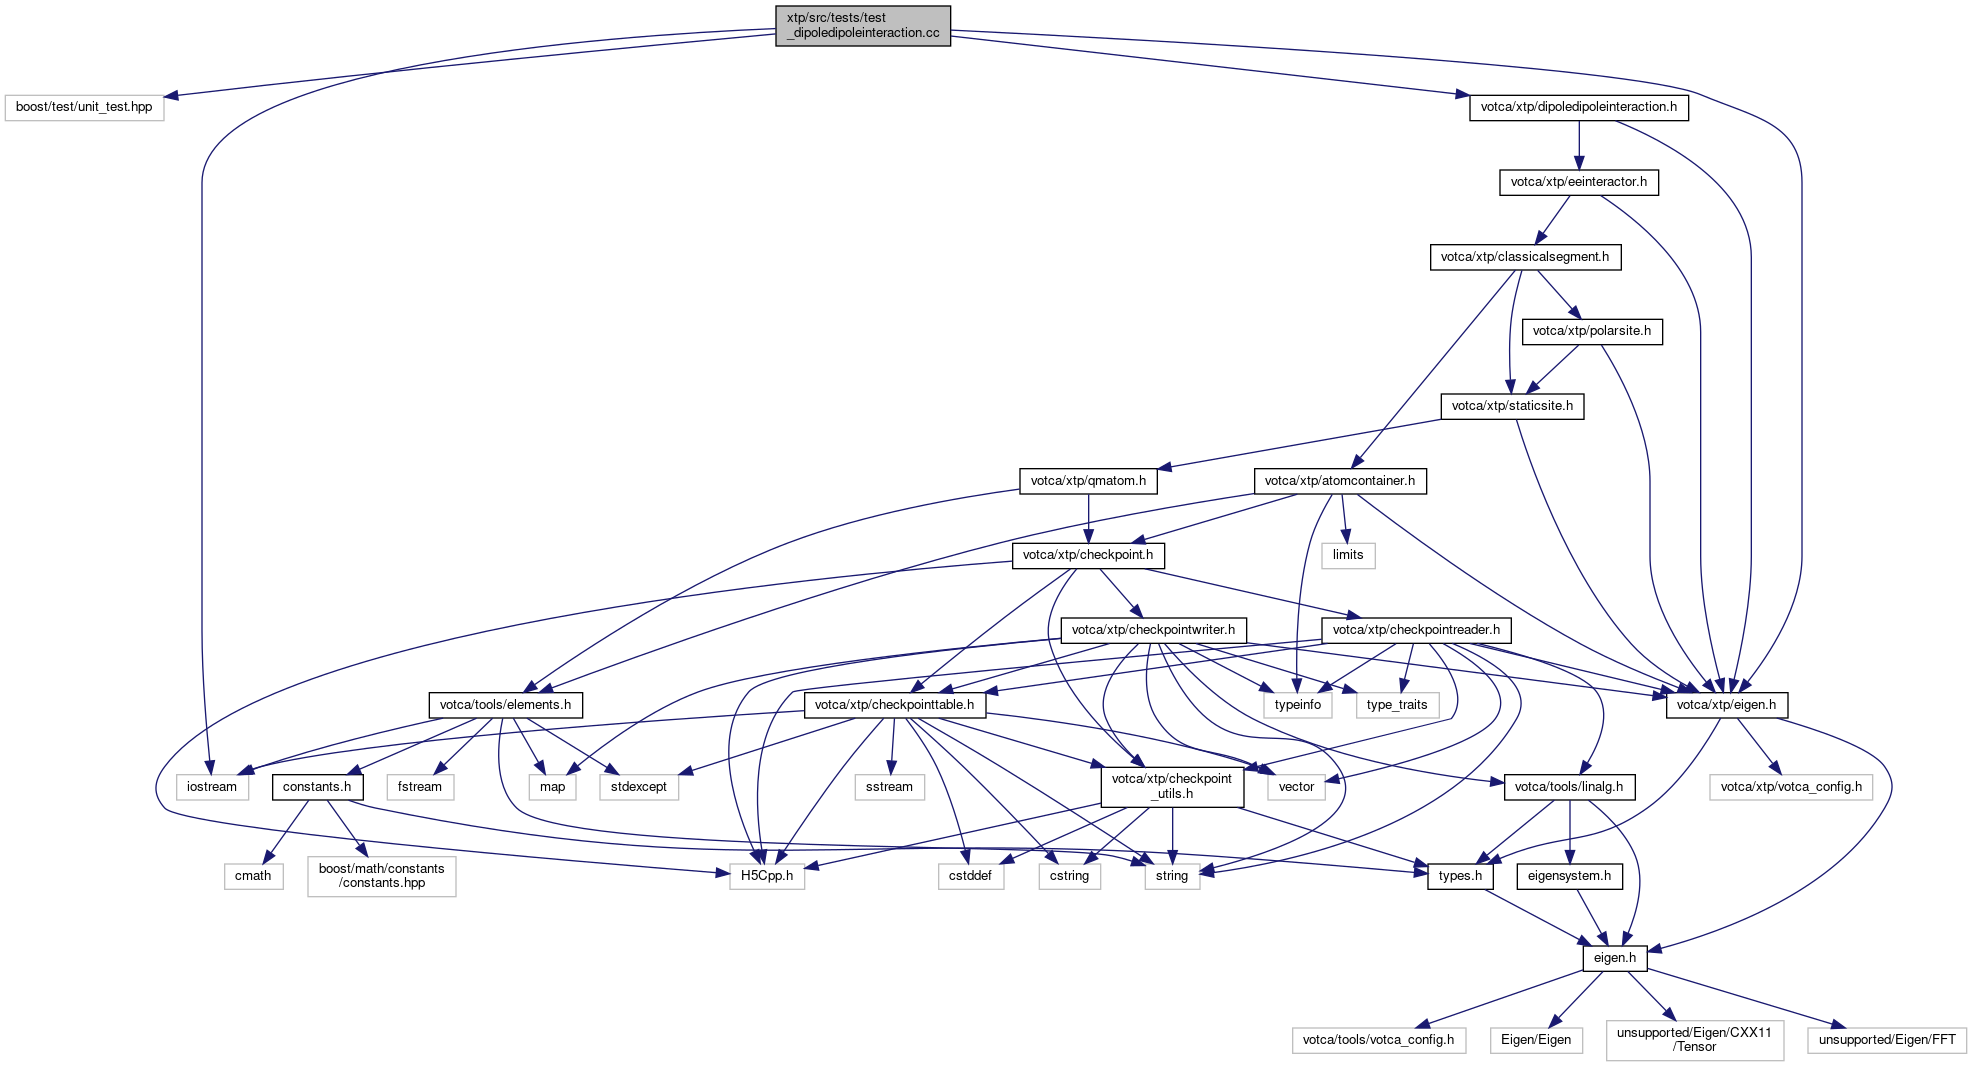 xtp/src/tests/test
_dipoledipoleinteraction.cc
boost/test/unit_test.hpp
votca/xtp/dipoledipoleinteraction.h
votca/xtp/eeinteractor.h
votca/xtp/classicalsegment.h
votca/xtp/polarsite.h
votca/xtp/staticsite.h
votca/xtp/qmatom.h
votca/xtp/atomcontainer.h
votca/xtp/checkpoint.h
limits
votca/xtp/checkpointwriter.h
votca/xtp/checkpointreader.h
votca/tools/elements.h
votca/xtp/checkpointtable.h
typeinfo
type_traits
votca/xtp/eigen.h
iostream
constants.h
fstream
map
stdexcept
sstream
votca/xtp/checkpoint
_utils.h
vector
votca/tools/linalg.h
votca/xtp/votca_config.h
cmath
boost/math/constants
/constants.hpp
H5Cpp.h
cstddef
cstring
string
types.h
eigensystem.h
eigen.h
votca/tools/votca_config.h
Eigen/Eigen
unsupported/Eigen/CXX11
/Tensor
unsupported/Eigen/FFT